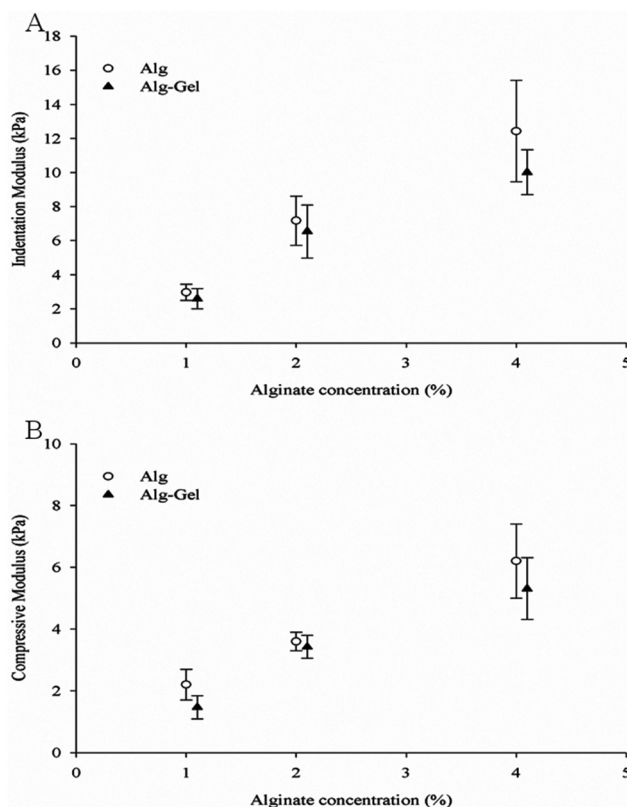 A
18
16
14
12
10
8
6
4
2
0
Indentation Modulus (kPa)
Alg
Alg-Gel
0 1 2 3 4 5
Alginate concentration (%)
B
10
8
6
4
2
0
Compressive Modulus (kPa)
Alg
Alg-Gel
0 1 2 3 4 5
Alginate concentration (%)